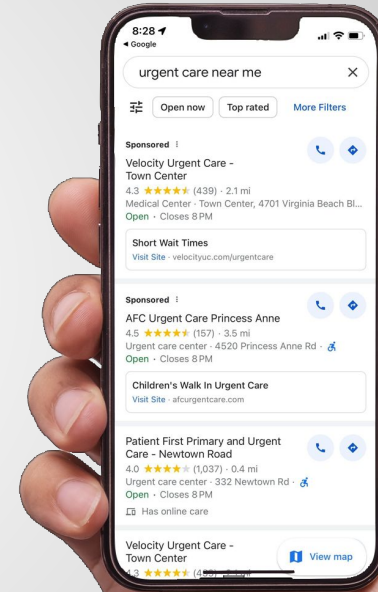 8:28
◀ Google
urgent care near me
Open now
Top rated
More Filters
Sponsored
Velocity Urgent Care -
Town Center
4.3 ★★★★★ (439) · 2.1 mi
Medical Center · Town Center, 4701 Virginia Beach Bl...
Open · Closes 8 PM
Short Wait Times
Visit Site · velocityuc.com/urgentcare
Sponsored
AFC Urgent Care Princess Anne
4.5 ★★★★★ (157) · 3.5 mi
Urgent care center · 4520 Princess Anne Rd ·
Open · Closes 8 PM
Children's Walk In Urgent Care
Visit Site · afcurgentcare.com
Patient First Primary and Urgent
Care - Newtown Road
4.0 ★★★★★ (1,037) · 0.4 mi
Urgent care center · 332 Newtown Rd ·
Open · Closes 8 PM
Has online care
Velocity Urgent Care -
Town Center
View map
4.3 ★★★★★